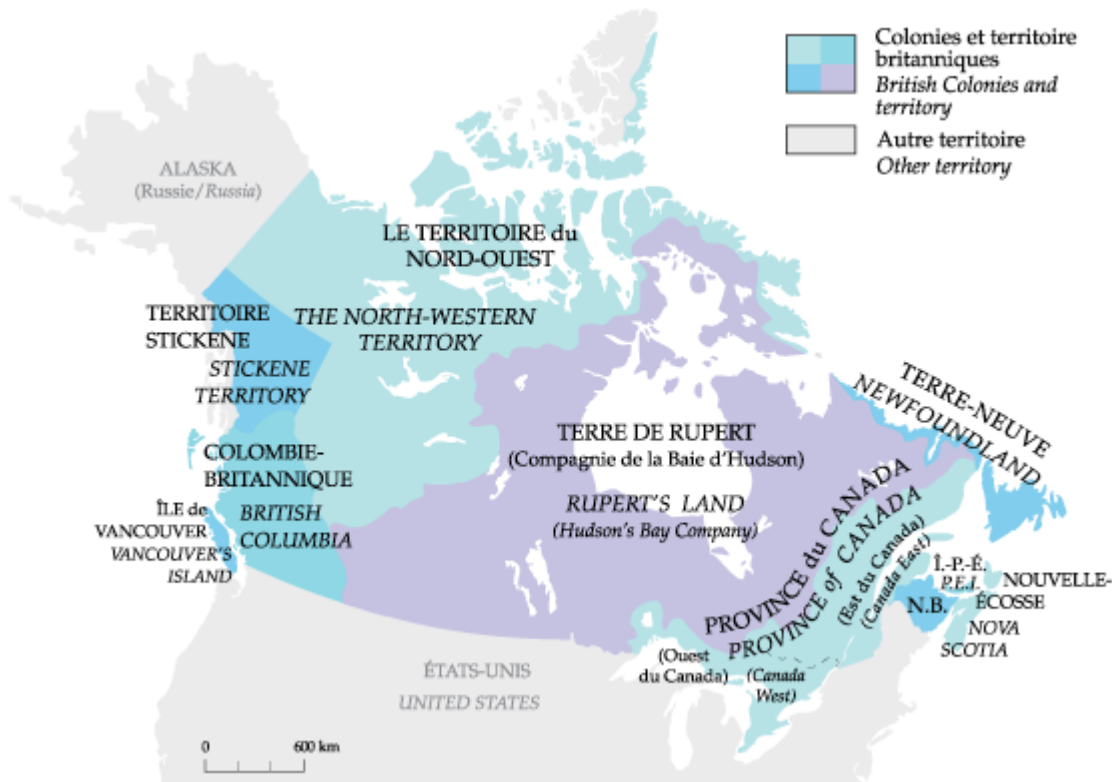 Colonies et territoire
britanniques
British Colonies and
territory
Autre territoire
Other territory
ALASKA
(Russie/Russia)
LE TERRITOIRE du
NORD-OUEST
THE NORTH-WESTERN
TERRITORY
TERRITOIRE
STICKENE
STICKENE
TERRITORY
COLOMBIE-
BRITANNIQUE
BRITISH
COLUMBIA
ÎLE de
VANCOUVER
VANCOUVER'S
ISLAND
TERRE DE RUPERT
(Compagnie de la Baie d'Hudson)
RUPERT'S LAND
(Hudson's Bay Company)
TERRE-NEUVE
NEWFOUNDLAND
PROVINCE du CANADA
PROVINCE of CANADA
(Est du Canada)
(Canada East)
(Ouest
du Canada)
(Canada
West)
Î.-P.-É.
P.E.I.
N.B.
NOUVELLE-
ÉCOSSE
NOVA
SCOTIA
ÉTATS-UNIS
UNITED STATES
0 600 km